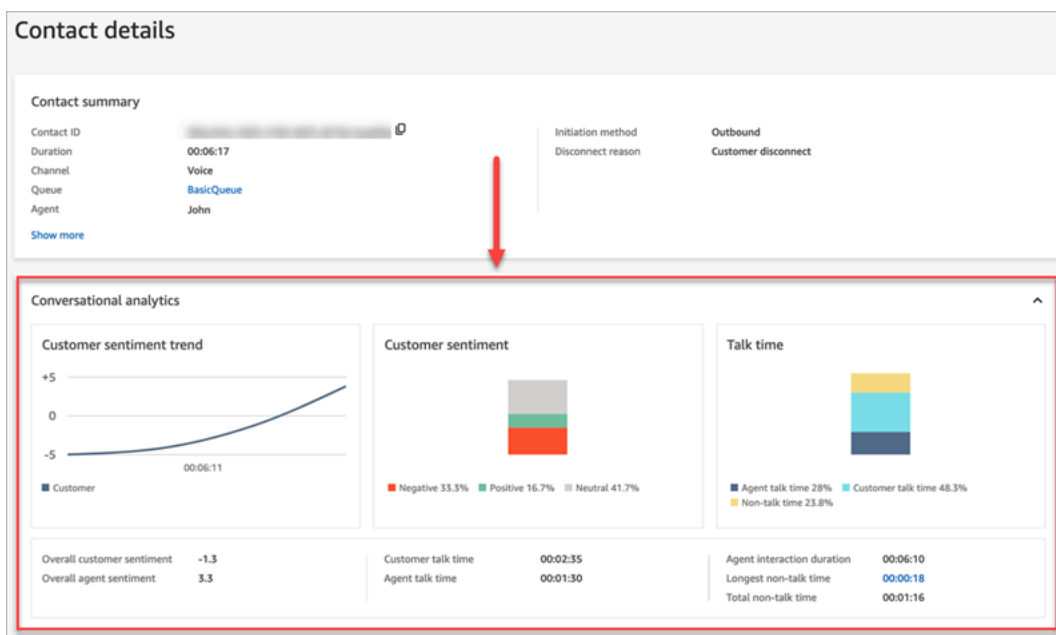 Contact details
Contact summary
Contact ID
Duration 00:06:17
Channel Voice
Queue BasicQueue
Agent John
Show more
Initiation method Outbound
Disconnect reason Customer disconnect
Conversational analytics
Customer sentiment trend
+5
0
-5
00:06:11
Customer
Customer sentiment
Negative 33.3% Positive 16.7% Neutral 41.7%
Talk time
Agent talk time 28% Customer talk time 48.3%
Non-talk time 23.8%
Overall customer sentiment -1.3
Overall agent sentiment 3.3
Customer talk time 00:02:35
Agent talk time 00:01:30
Agent interaction duration 00:06:10
Longest non-talk time 00:00:18
Total non-talk time 00:01:16